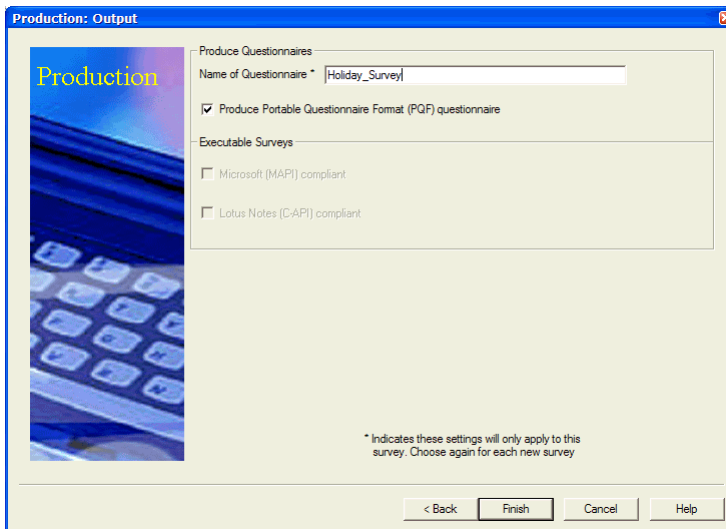 Production: Output
Production
Produce Questionnaires
Name of Questionnaire * Holiday_Survey
Produce Portable Questionnaire Format (PQF) questionnaire
Executable Surveys
Microsoft (MAPI) compliant
Lotus Notes (C-API) compliant
* Indicates these settings will only apply to this
survey. Choose again for each new survey
< Back Finish Cancel Help